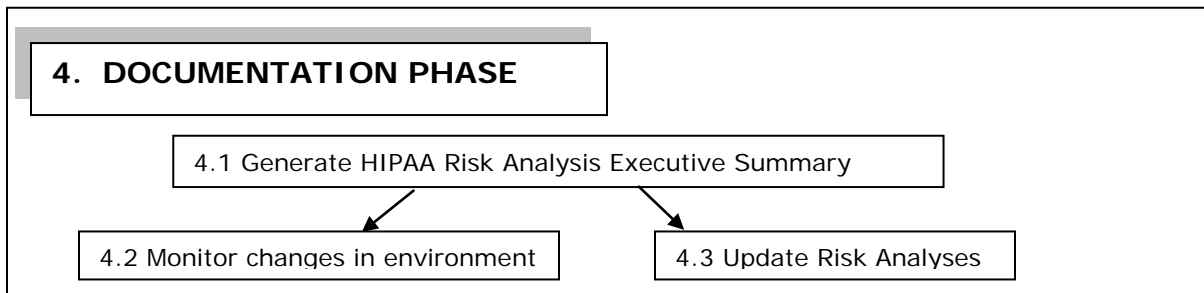 4. DOCUMENTATION PHASE
4.1 Generate HIPAA Risk Analysis Executive Summary
4.2 Monitor changes in environment
4.3 Update Risk Analyses